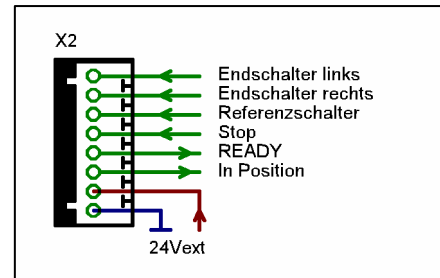 X2
Endschalter links
Endschalter rechts
Referenzschalter
Stop
READY
In Position
24Vext